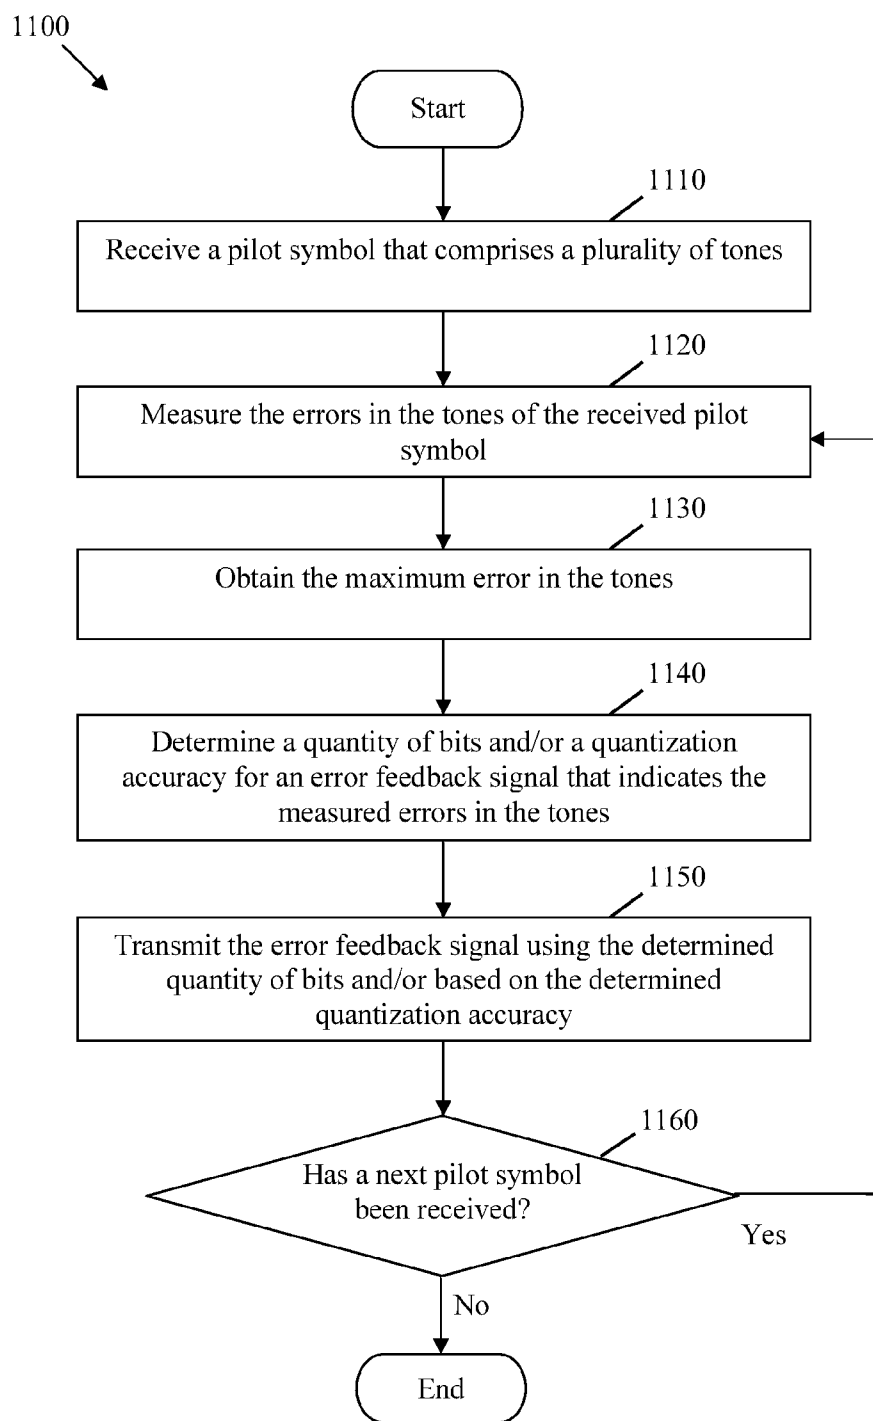 1100
Start
1110
Receive a pilot symbol that comprises a plurality of tones
1120
Measure the errors in the tones of the received pilot
symbol
1130
Obtain the maximum error in the tones
1140
Determine a quantity of bits and/or a quantization
accuracy for an error feedback signal that indicates the
measured errors in the tones
1150
Transmit the error feedback signal using the determined
quantity of bits and/or based on the determined
quantization accuracy
1160
Has a next pilot symbol
been received?
Yes
No
End